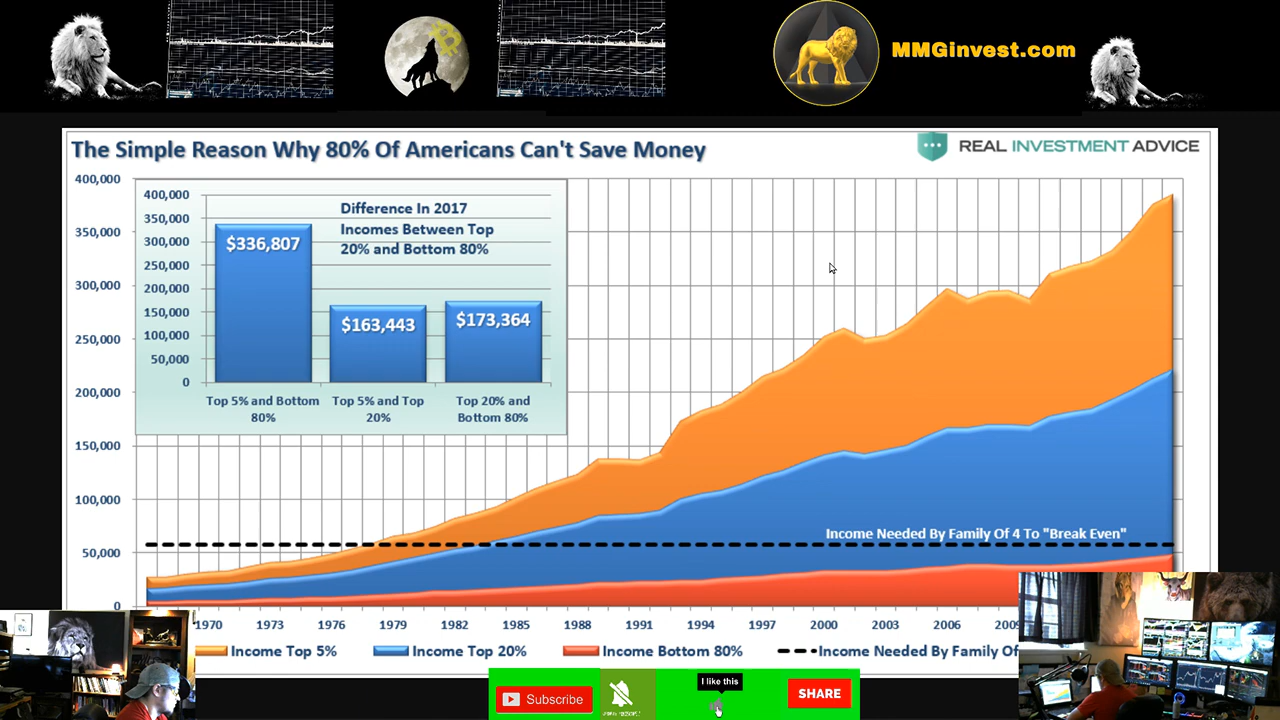 MMGinvest.com
The Simple Reason Why 80% Of Americans Can't Save Money
REAL INVESTMENT ADVICE
400,000
350,000
300,000
250,000
200,000
150,000
100,000
50,000
0
400,000
350,000
300,000
250,000
200,000
150,000
100,000
50,000
0
Difference In 2017
Incomes Between Top
20% and Bottom 80%
$336,807
$163,443
$173,364
Top 5% and Bottom
80%
Top 5% and Top
20%
Top 20% and
Bottom 80%
Income Needed By Family Of 4 To "Break Even"
1970 1973 1976 1979 1982 1985 1988 1991 1994 1997 2000 2003 2006 2009
Income Top 5% Income Top 20% Income Bottom 80% Income Needed By Family Of
Subscribe
I like this
SHARE